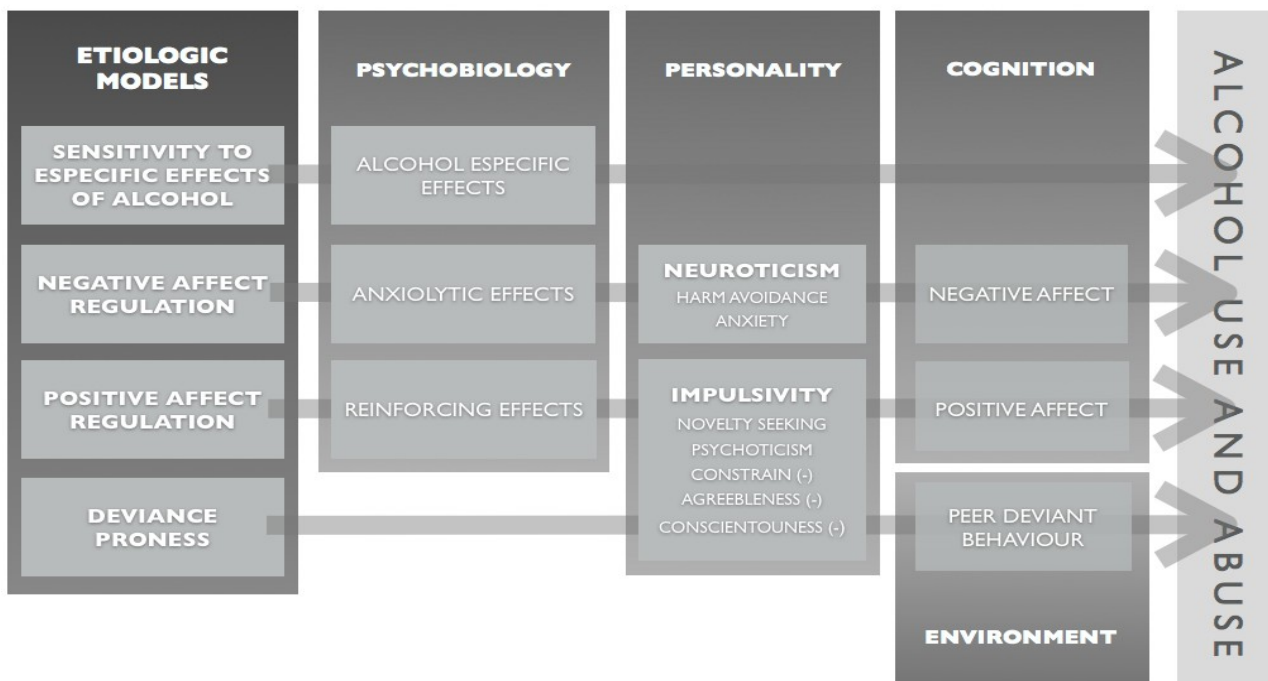 ETIOLOGIC
MODELS
SENSITIVITY TO
ESPECIFIC EFFECTS
OF ALCOHOL
NEGATIVE AFFECT
REGULATION
POSITIVE AFFECT
REGULATION
DEVIANCE
PRONESS
PSYCHOBIOLOGY
ALCOHOL ESPECIFIC
EFFECTS
ANXIOLYTIC EFFECTS
REINFORCING EFFECTS
PERSONALITY
NEUROTICISM
HARM AVOIDANCE
ANXIETY
IMPULSIVITY
NOVELTY SEEKING
PSYCHOTICISM
CONSTRAIN (-)
AGREEBLENESS (-)
CONSCIENTOUNESS (-)
COGNITION
NEGATIVE AFFECT
POSITIVE AFFECT
PEER DEVIANT
BEHAVIOUR
ENVIRONMENT
ALCOHOL USE AND ABUSE